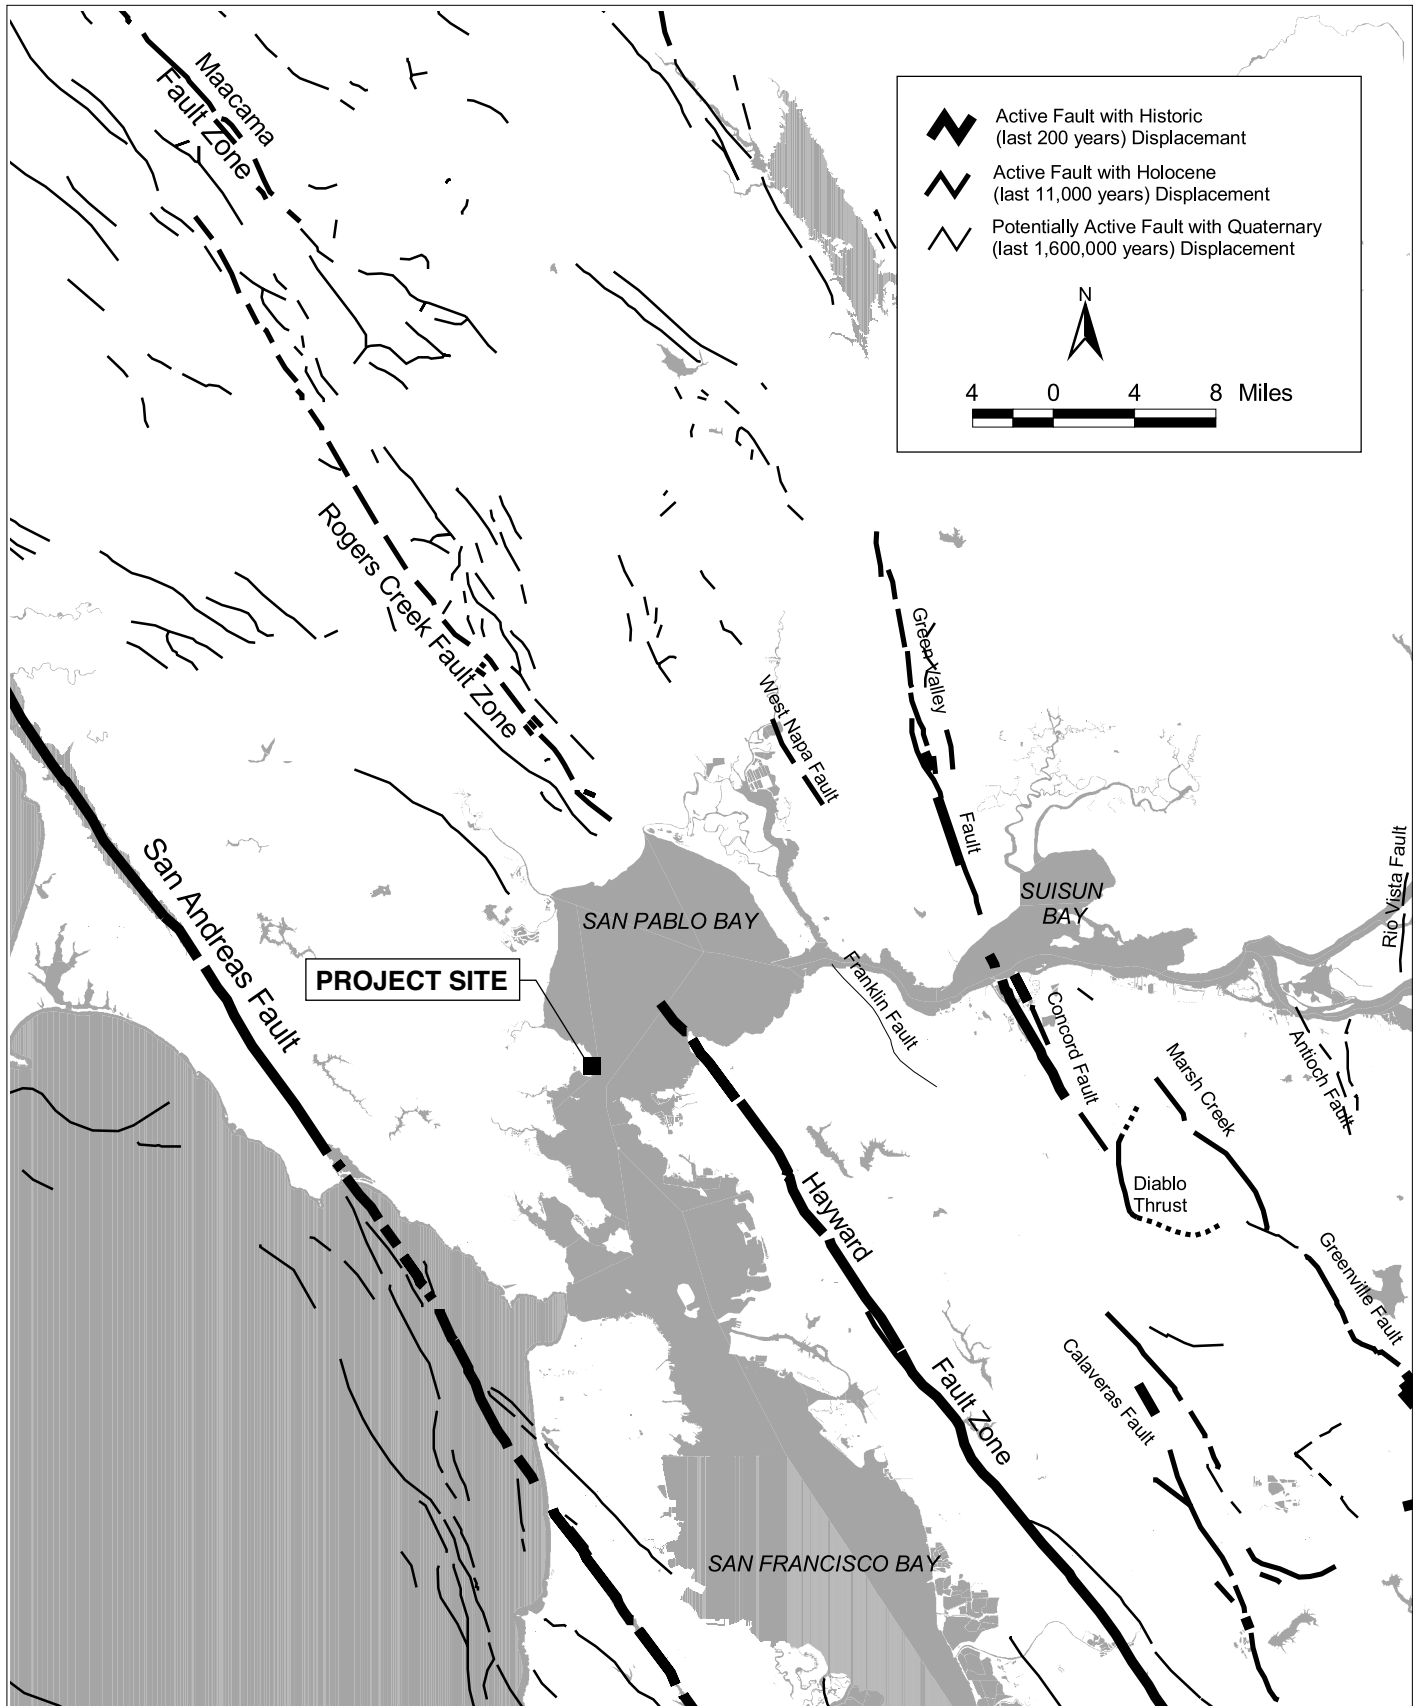 Maacama
Fault Zone
Active Fault with Historic
(last 200 years) Displacemant
Active Fault with Holocene
(last 11,000 years) Displacement
Potentially Active Fault with Quaternary
(last 1,600,000 years) Displacement
N
4 0 4 8 Miles
Rogers Creek Fault Zone
Green Valley
Fault
West Napa Fault
San Andreas Fault
SAN PABLO BAY
SUISUN
BAY
Rio Vista Fault
PROJECT SITE
Franklin Fault
Concord Fault
Marsh Creek
Antioch Fault
Diablo
Thrust
Hayward
Fault Zone
Greenville Fault
Calaveras Fault
SAN FRANCISCO BAY